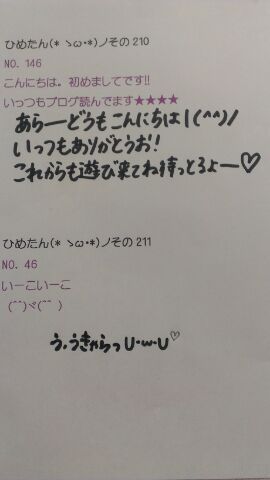 ひめたん(* ゝω・*)ノその 210
NO. 146
こんにちは。初めましてです!!
いっつもブログ読んでます★★★★
あらーどうもこんにちは！(^^)/
いっつもありがとうお！
これからも遊び来てね待っとるよー♡
ひめたん(* ゝω・*)ノその 211
NO. 46
いーこいーこ
(⌒⌒)ヾ(⌒⌒ )
う、うきゃらっ U・ω・U♡